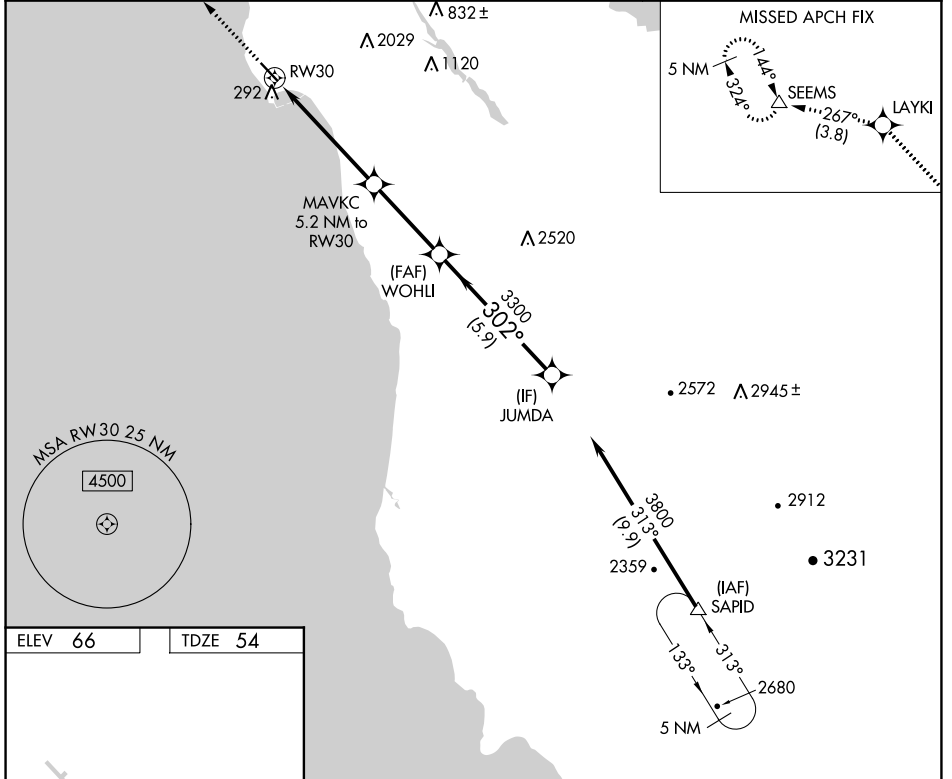 832 ±
2029
1120
RW30
292
MISSED APCH FIX
5 NM
144°
324°
SEEMS
267°
(3.8)
LAYKI
MAVKC
5.2 NM to
RW30
2520
(FAF)
WOHLI
3300
302°
(5.9)
(IF)
JUMDA
2572
2945 ±
MSA RW30 25 NM
4500
3800
313°
(9.9)
2912
3231
2359
(IAF)
SAPID
133°
313°
2680
5 NM
ELEV 66
TDZE 54